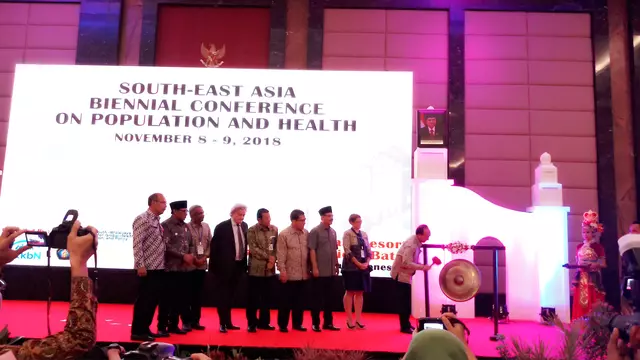 SOUTH-EAST ASIA
BIENNIAL CONFERENCE
ON POPULATION AND HEALTH
NOVEMBER 8 - 9, 2018